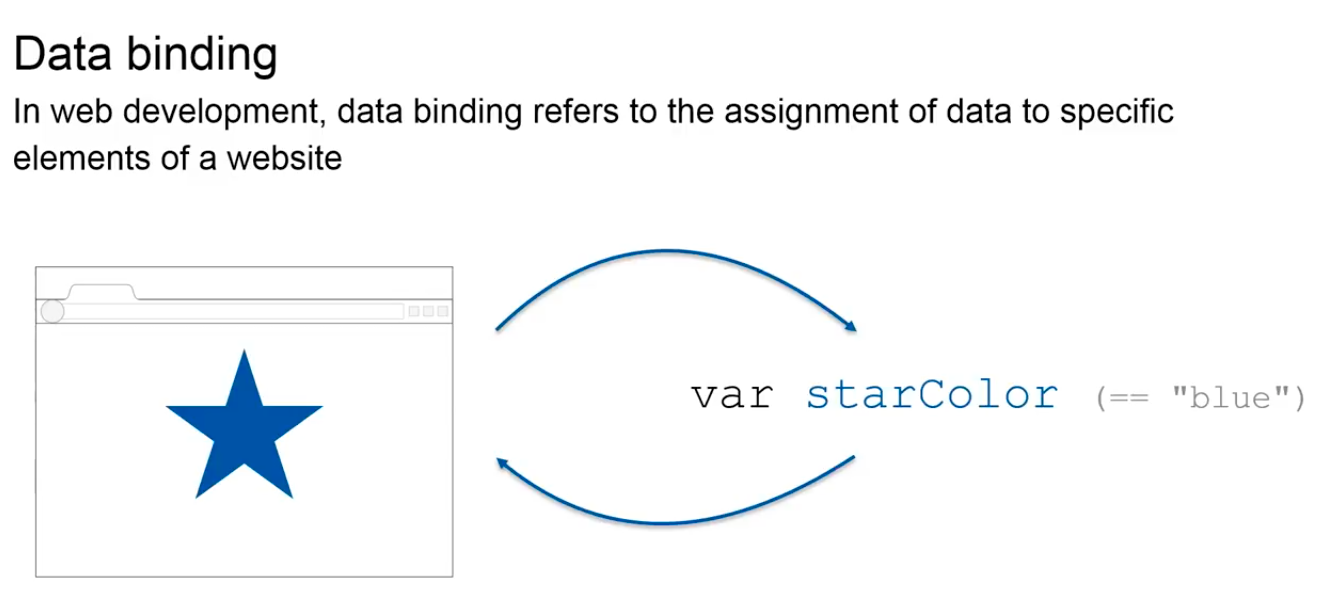 Data binding
In web development, data binding refers to the assignment of data to specific
elements of a website
var starColor (== "blue")